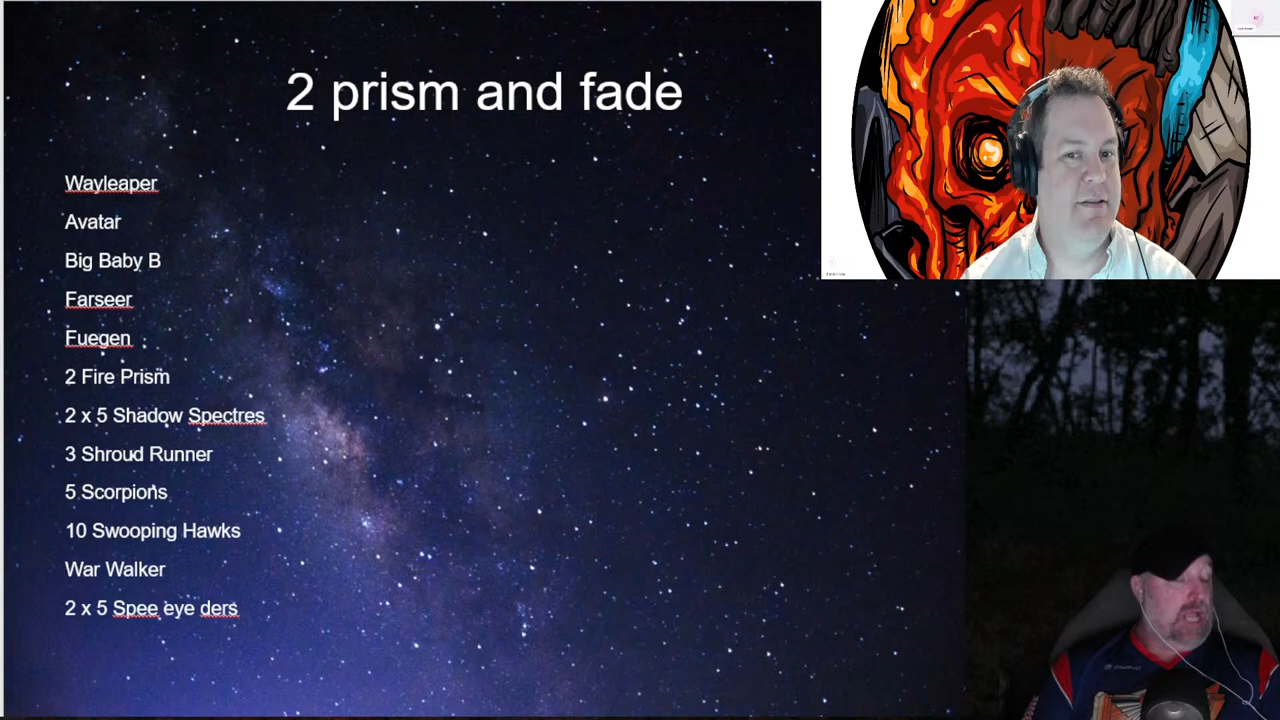 2 prism and fade
Wayleaper
Avatar
Big Baby B
Farseer
Fuegen
2 Fire Prism
2 x 5 Shadow Spectres
3 Shroud Runner
5 Scorpions
10 Swooping Hawks
War Walker
2 x 5 Spee eye ders